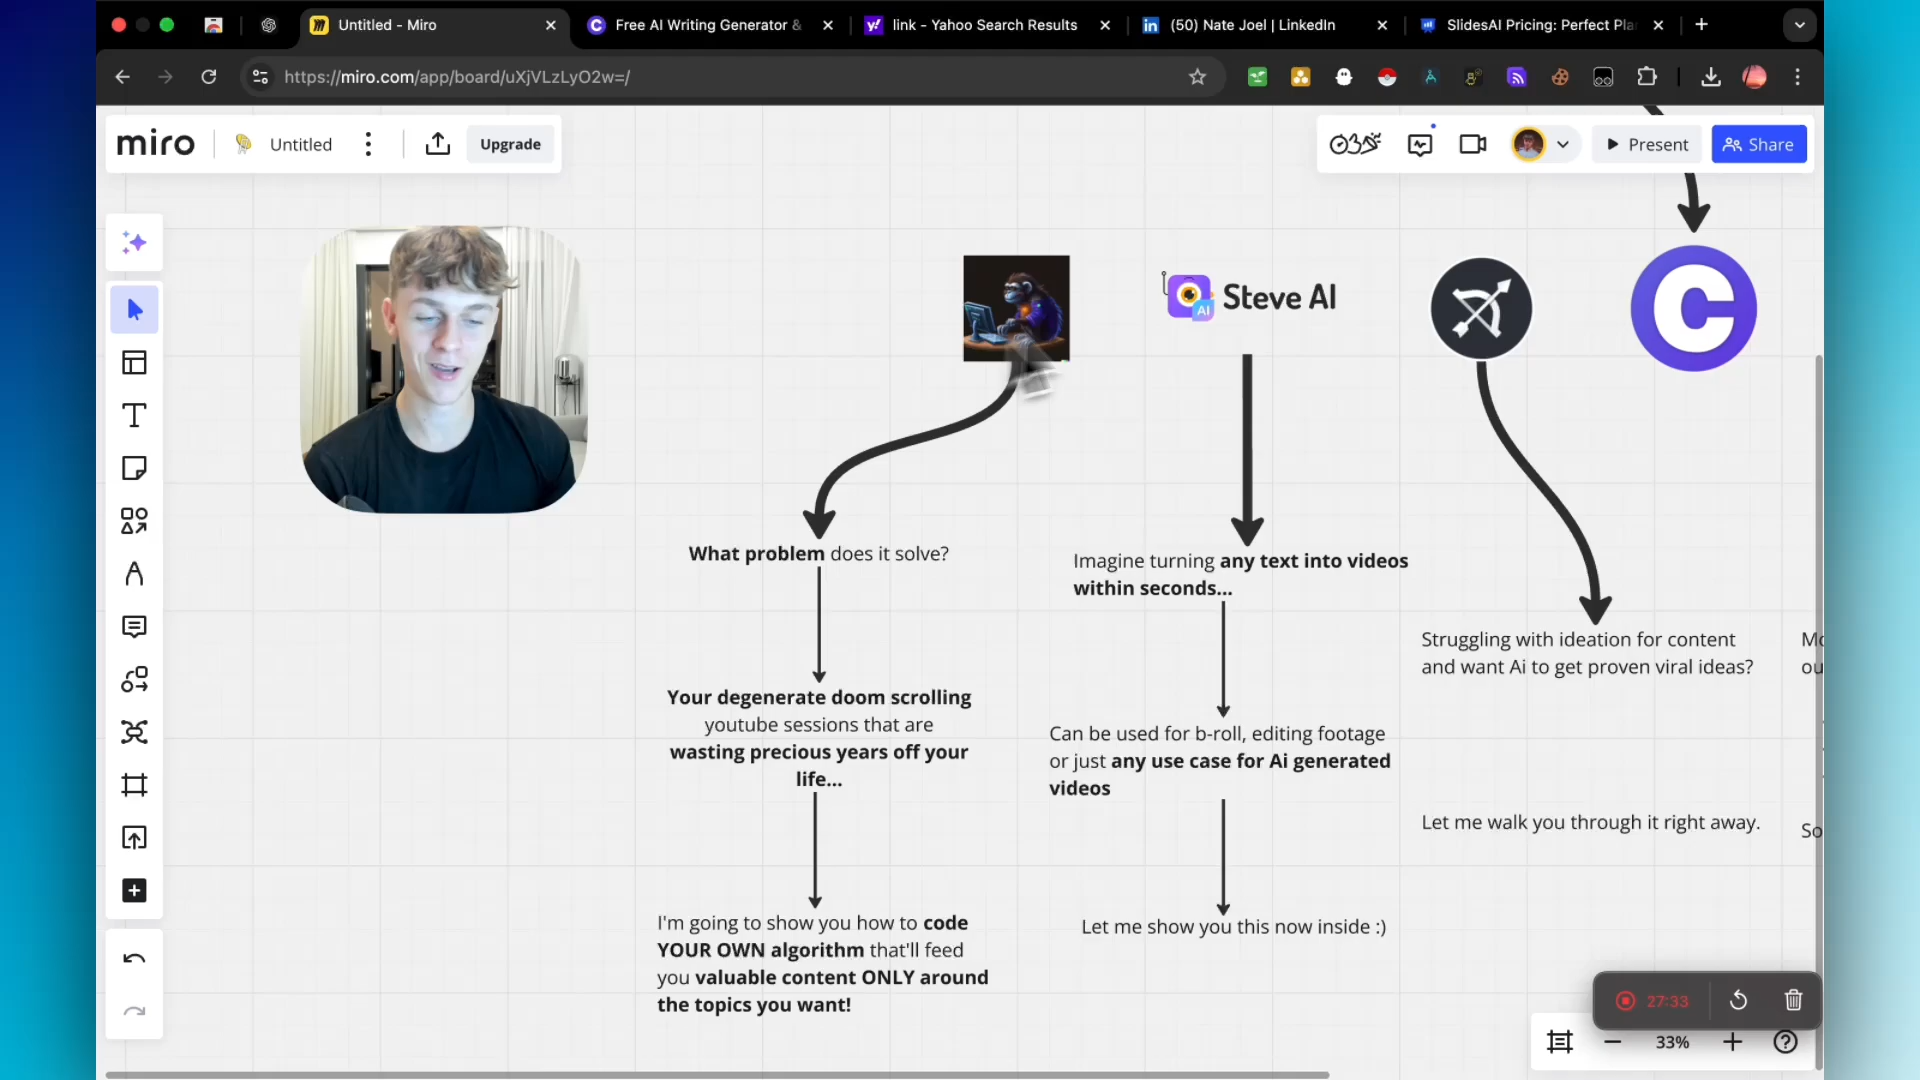 Untitled - Miro
Free AI Writing Generator &
link - Yahoo Search Results
(50) Nate Joel | LinkedIn
SlidesAI Pricing: Perfect Pla
https://miro.com/app/board/uXjVLzLyO2w=/
miro
Untitled
Upgrade
Present
Share
AI
Steve AI
C
What problem does it solve?
Your degenerate doom scrolling
youtube sessions that are
wasting precious years off your
life...
I'm going to show you how to code
YOUR OWN algorithm that'll feed
you valuable content ONLY around
the topics you want!
Imagine turning any text into videos
within seconds...
Can be used for b-roll, editing footage
or just any use case for Ai generated
videos
Let me show you this now inside :)
Struggling with ideation for content
and want Ai to get proven viral ideas?
Let me walk you through it right away.
Mo
ou
So
27:33
33%